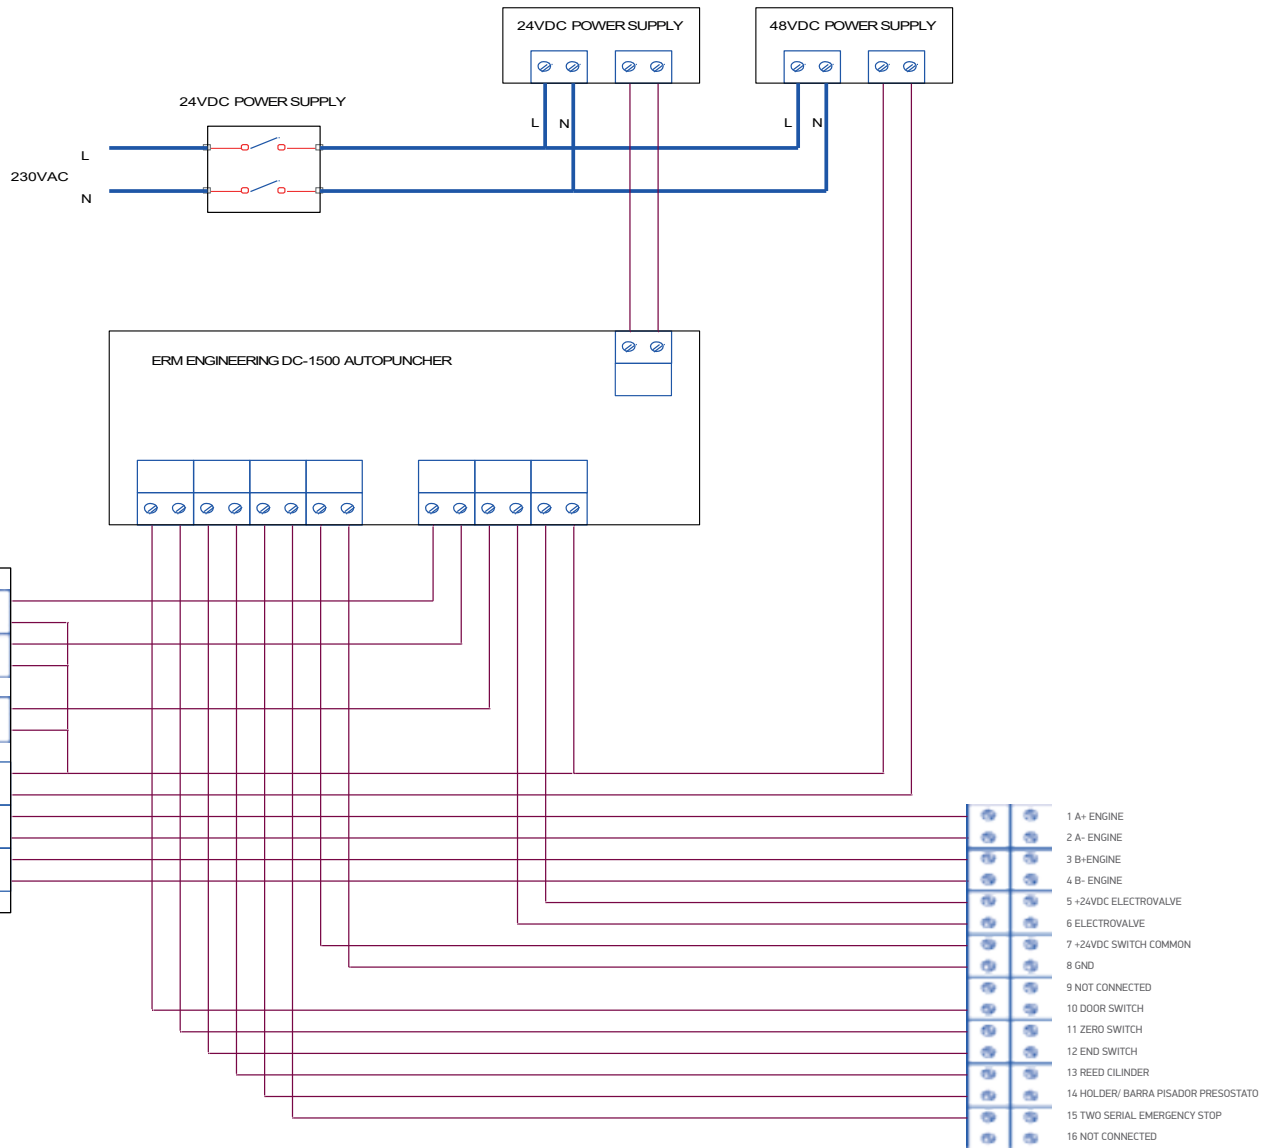 24VDC POWER SUPPLY
48VDC POWER SUPPLY
24VDC POWER SUPPLY
L
N
L
N
L
230VAC
N
ERM ENGINEERING DC-1500 AUTOPUNCHER
1 A+ ENGINE
2 A- ENGINE
3 B+ENGINE
4 B- ENGINE
5 +24VDC ELECTROVALVE
6 ELECTROVALVE
7 +24VDC SWITCH COMMON
8 GND
9 NOT CONNECTED
10 DOOR SWITCH
11 ZERO SWITCH
12 END SWITCH
13 REED CILINDER
14 HOLDER/ BARRA PISADOR PRESOSTATO
15 TWO SERIAL EMERGENCY STOP
16 NOT CONNECTED